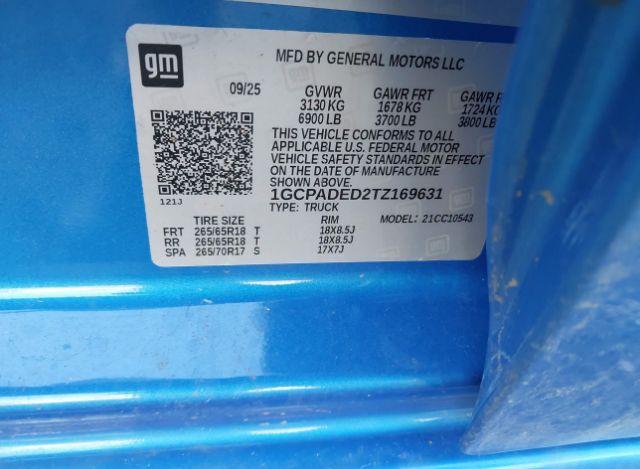 gm
MFD BY GENERAL MOTORS LLC
09/25 GVWR GAWR FRT GAWR RR
3130 KG 1678 KG 1724 KG
6900 LB 3700 LB 3800 LB
THIS VEHICLE CONFORMS TO ALL
APPLICABLE U.S. FEDERAL MOTOR
VEHICLE SAFETY STANDARDS IN EFFECT
ON THE DATE OF MANUFACTURE
SHOWN ABOVE.
1GCPADED2TZ169631
121J TYPE: TRUCK MODEL: 21CC10543
TIRE SIZE RIM
FRT 265/65R18 T 18X8.5J
RR 265/65R18 T 18X8.5J
SPA 265/70R17 S 17X7J